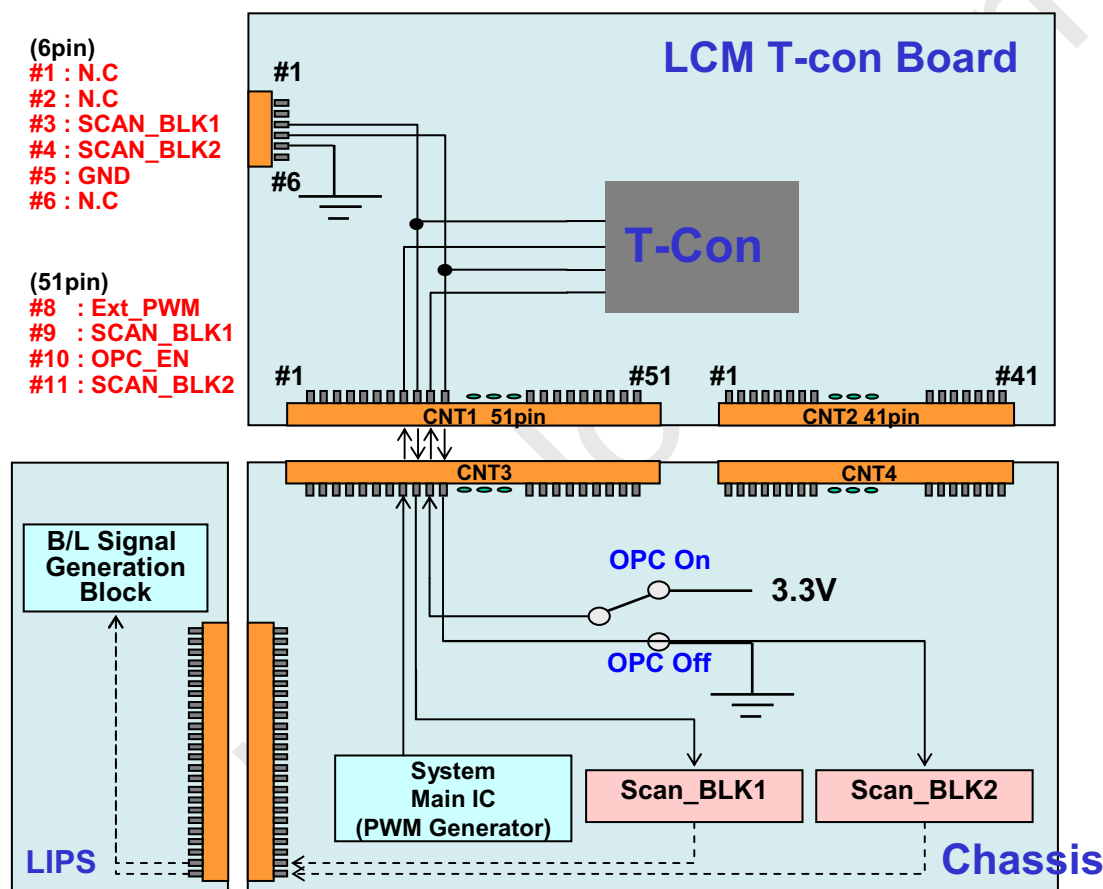 (6pin)
#1 : N.C
#2 : N.C
#3 : SCAN_BLK1
#4 : SCAN_BLK2
#5 : GND
#6 : N.C
(51pin)
#8 : Ext_PWM
#9 : SCAN_BLK1
#10 : OPC_EN
#11 : SCAN_BLK2
LCM T-con Board
#1
#6
T-Con
#1
#51
#1
#41
CNT1 51pin
CNT2 41pin
CNT3
CNT4
B/L Signal
Generation
Block
OPC On
3.3V
OPC Off
System
Main IC
(PWM Generator)
Scan_BLK1
Scan_BLK2
LIPS
Chassis